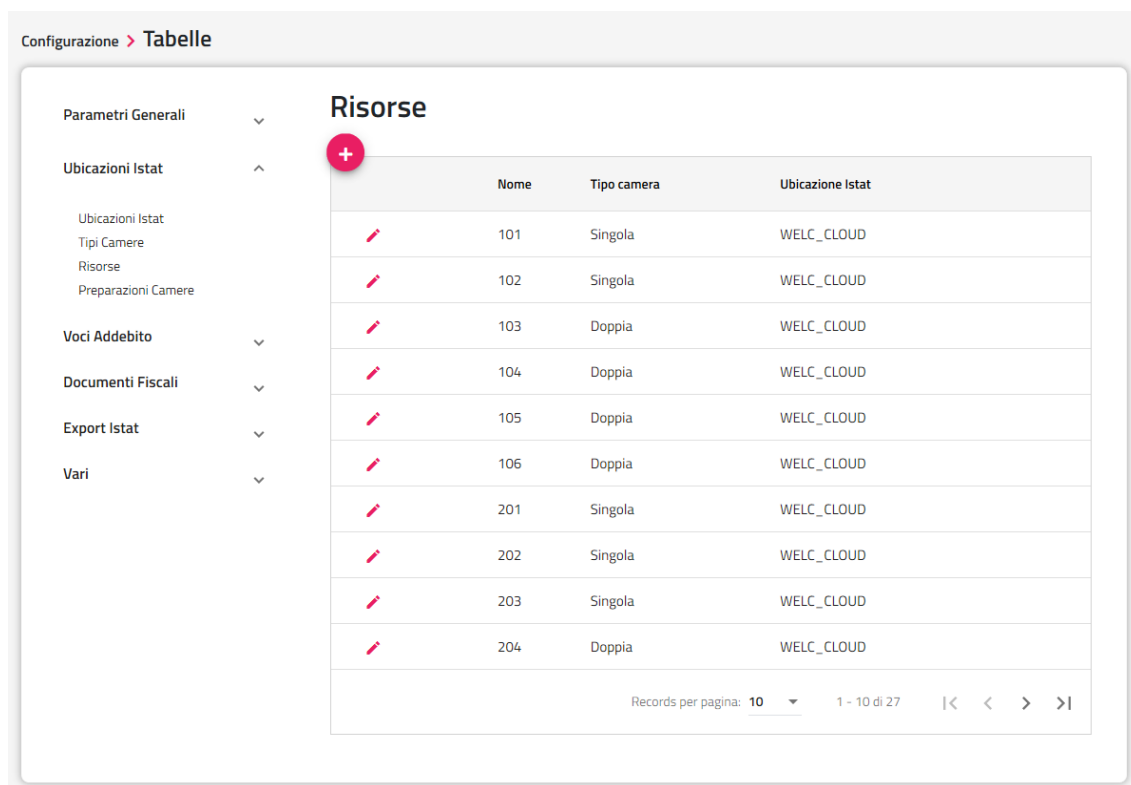 Configurazione > Tabelle
Risorse
Parametri Generali
Ubicazioni Istat
Ubicazioni Istat
Tipi Camere
Risorse
Preparazioni Camere
Voci Addebito
Documenti Fiscali
Export Istat
Vari
Nome Tipo camera Ubicazione Istat
101 Singola WELC_CLOUD
102 Singola WELC_CLOUD
103 Doppia WELC_CLOUD
104 Doppia WELC_CLOUD
105 Doppia WELC_CLOUD
106 Doppia WELC_CLOUD
201 Singola WELC_CLOUD
202 Singola WELC_CLOUD
203 Singola WELC_CLOUD
204 Doppia WELC_CLOUD
Records per pagina: 10 1 - 10 di 27